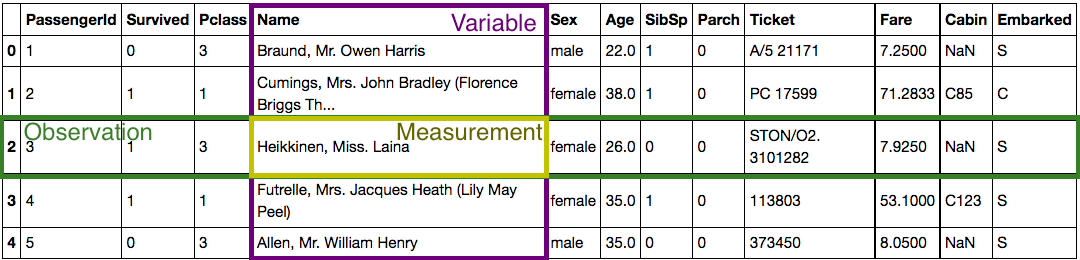 PassengerId Survived Pclass Name Variable Sex Age SibSp Parch Ticket Fare Cabin Embarked
0 1 0 3 Braund, Mr. Owen Harris male 22.0 1 0 A/5 21171 7.2500 NaN S
1 2 1 1 Cumings, Mrs. John Bradley (Florence
Briggs Th... female 38.0 1 0 PC 17599 71.2833 C85 C
Observation Measurement
2 3 1 3 Heikkinen, Miss. Laina female 26.0 0 0 STON/O2.
3101282 7.9250 NaN S
3 4 1 1 Futrelle, Mrs. Jacques Heath (Lily May
Peel) female 35.0 1 0 113803 53.1000 C123 S
4 5 0 3 Allen, Mr. William Henry male 35.0 0 0 373450 8.0500 NaN S